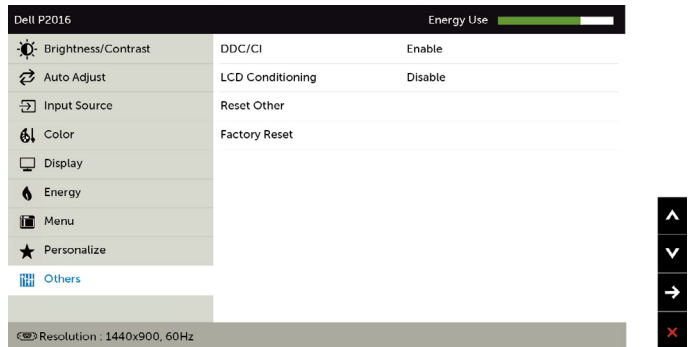 Dell P2016 Energy Use
Brightness/Contrast DDC/CI Enable
Auto Adjust LCD Conditioning Disable
Input Source Reset Other
Color Factory Reset
Display
Energy
Menu
Personalize
Others
Resolution : 1440x900, 60Hz